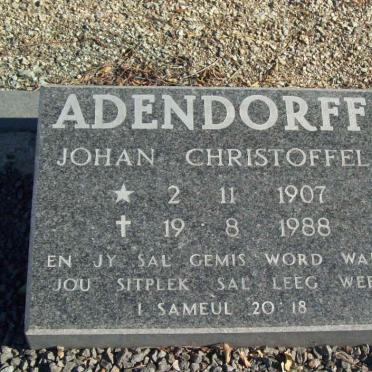 ADENDORFF
JOHAN CHRISTOFFEL
★ 2 11 1907
✝ 19 8 1988
EN JY SAL GEMIS WORD
JOU SITPLEK SAL LEEG
I SAMEUL 20:18